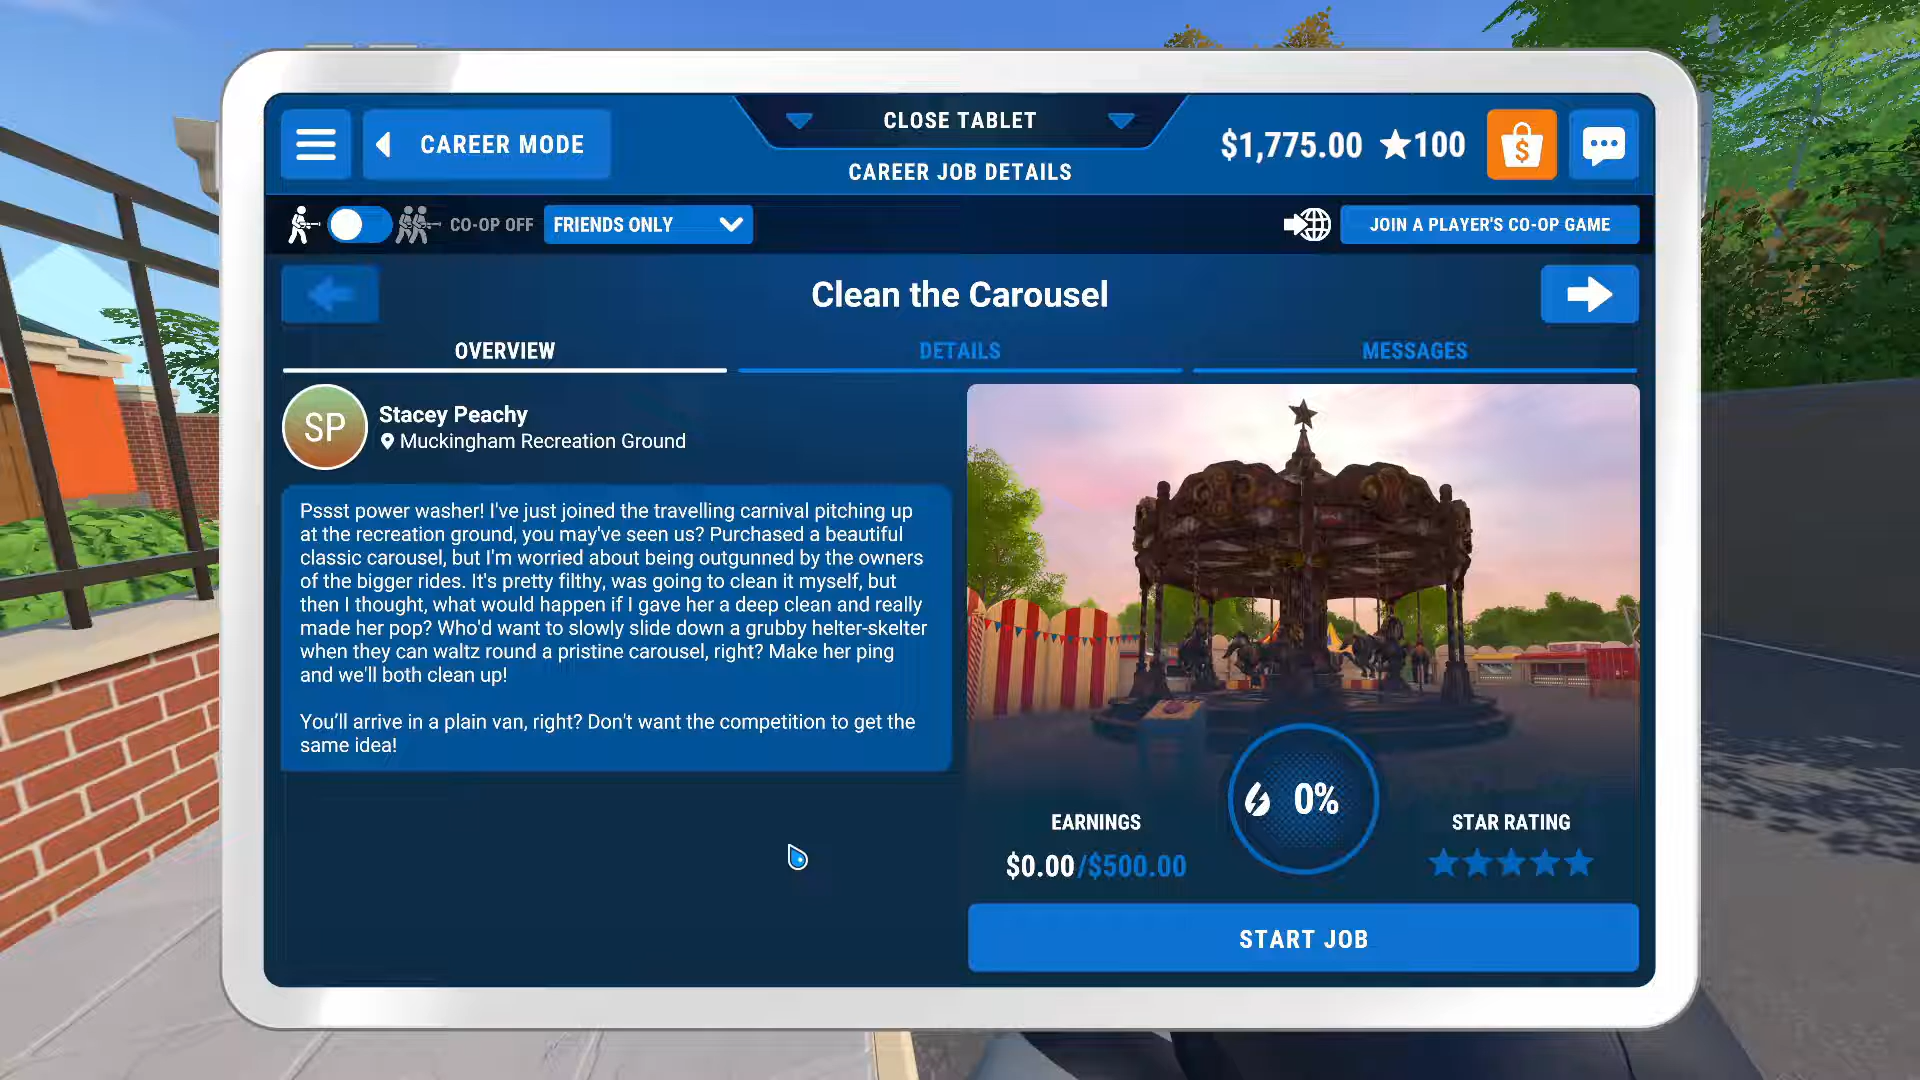 CLOSE TABLET
CAREER MODE
$1,775.00 ★100
CAREER JOB DETAILS
CO-OP OFF
FRIENDS ONLY
JOIN A PLAYER'S CO-OP GAME
Clean the Carousel
OVERVIEW
DETAILS
MESSAGES
SP
Stacey Peachy
Muckingham Recreation Ground
Pssst power washer! I've just joined the travelling carnival pitching up
at the recreation ground, you may've seen us? Purchased a beautiful
classic carousel, but I'm worried about being outgunned by the owners
of the bigger rides. It's pretty filthy, was going to clean it myself, but
then I thought, what would happen if I gave her a deep clean and really
made her pop? Who'd want to slowly slide down a grubby helter-skelter
when they can waltz round a pristine carousel, right? Make her ping
and we'll both clean up!
You'll arrive in a plain van, right? Don't want the competition to get the
same idea!
0%
EARNINGS
$0.00/$500.00
STAR RATING
START JOB